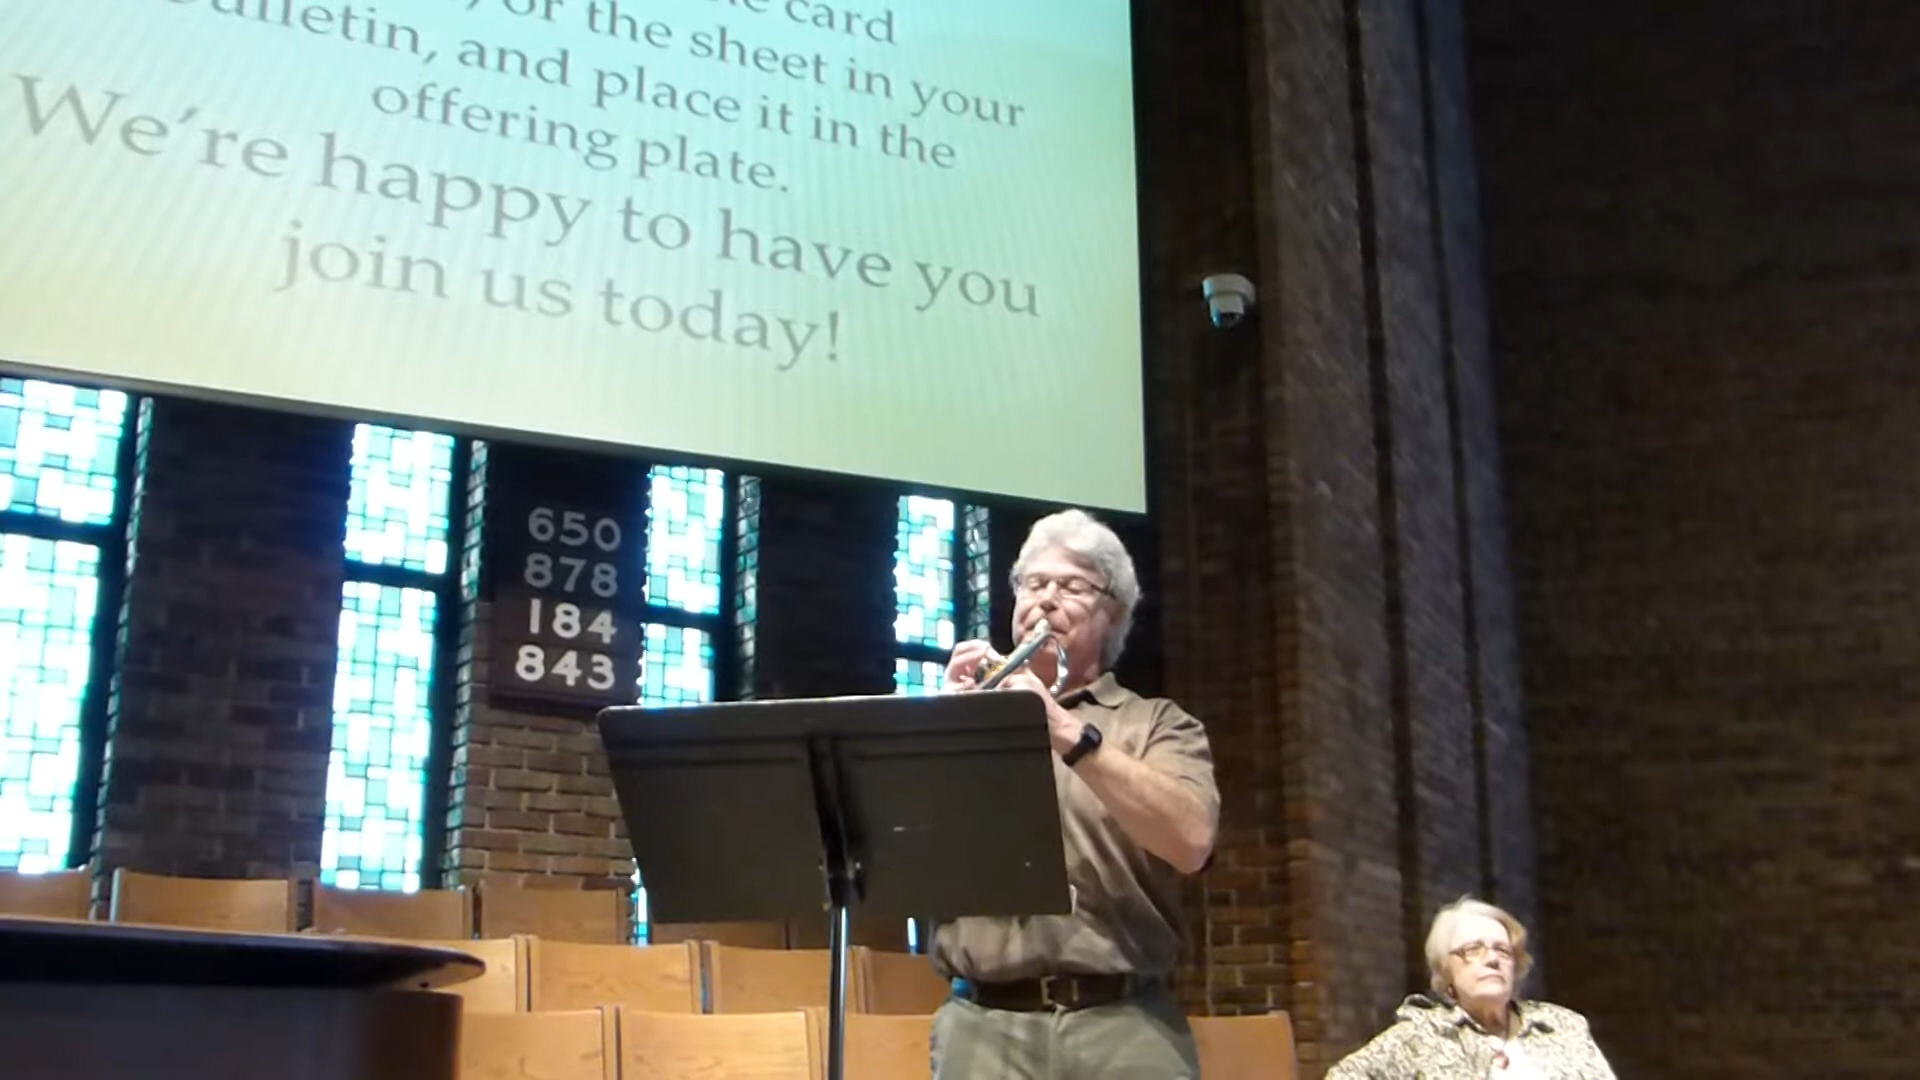 card
or the sheet in your
bulletin, and place it in the
offering plate.
We're happy to have you
join us today!
650
878
184
843